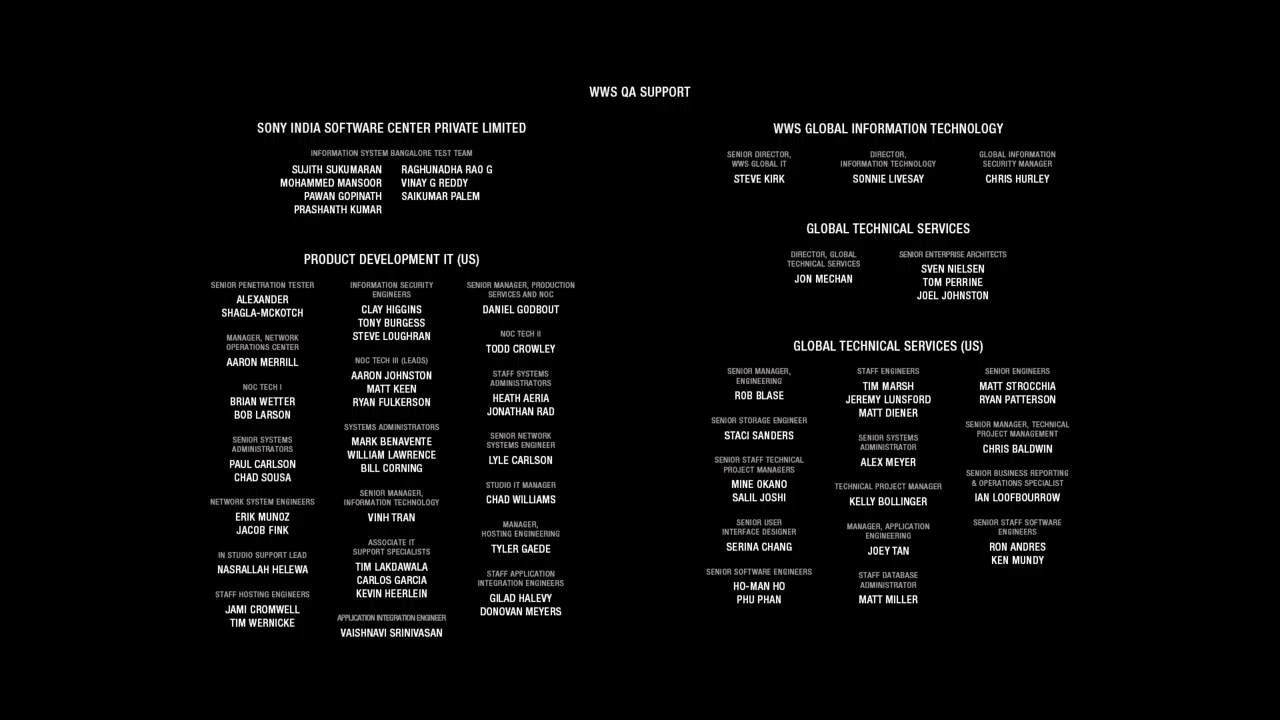 WWS QA SUPPORT
SONY INDIA SOFTWARE CENTER PRIVATE LIMITED
INFORMATION SYSTEM BANGALORE TEST TEAM
SUJITH SUKUMARAN
MOHAMMED MANSOOR
PAWAN GOPINATH
PRASHANTH KUMAR
RAGHUNADHA RAO G
VINAY G REDDY
SAIKUMAR PALEM
PRODUCT DEVELOPMENT IT (US)
SENIOR PENETRATION TESTER
ALEXANDER
SHAGLA-MCKOTCH
MANAGER, NETWORK
OPERATIONS CENTER
AARON MERRILL
NOC TECH I
BRIAN WETTER
BOB LARSON
SENIOR SYSTEMS
ADMINISTRATORS
PAUL CARLSON
CHAD SOUSA
NETWORK SYSTEM ENGINEERS
ERIK MUNOZ
JACOB FINK
IN STUDIO SUPPORT LEAD
NASRALLAH HELEWA
STAFF HOSTING ENGINEERS
JAMI CROMWELL
TIM WERNICKE
INFORMATION SECURITY
ENGINEERS
CLAY HIGGINS
TONY BURGESS
STEVE LOUGHRAN
NOC TECH III (LEADS)
AARON JOHNSTON
MATT KEEN
RYAN FULKERSON
SYSTEMS ADMINISTRATORS
MARK BENAVENTE
WILLIAM LAWRENCE
BILL CORNING
SENIOR MANAGER,
INFORMATION TECHNOLOGY
VINH TRAN
ASSOCIATE IT
SUPPORT SPECIALISTS
TIM LAKDAWALA
CARLOS GARCIA
KEVIN HEERLEIN
APPLICATION INTEGRATION ENGINEER
VAISHNAVI SRINIVASAN
SENIOR MANAGER, PRODUCTION
SERVICES AND NOC
DANIEL GODBOUT
NOC TECH II
TODD CROWLEY
STAFF SYSTEMS
ADMINISTRATORS
HEATH AERIA
JONATHAN RAD
SENIOR NETWORK
SYSTEMS ENGINEER
LYLE CARLSON
STUDIO IT MANAGER
CHAD WILLIAMS
MANAGER,
HOSTING ENGINEERING
TYLER GAEDE
STAFF APPLICATION
INTEGRATION ENGINEERS
GILAD HALEVY
DONOVAN MEYERS
WWS GLOBAL INFORMATION TECHNOLOGY
SENIOR DIRECTOR,
WWS GLOBAL IT
STEVE KIRK
DIRECTOR,
INFORMATION TECHNOLOGY
SONNIE LIVESAY
GLOBAL INFORMATION
SECURITY MANAGER
CHRIS HURLEY
GLOBAL TECHNICAL SERVICES
DIRECTOR, GLOBAL
TECHNICAL SERVICES
JON MECHAN
SENIOR ENTERPRISE ARCHITECTS
SVEN NIELSEN
TOM PERRINE
JOEL JOHNSTON
GLOBAL TECHNICAL SERVICES (US)
SENIOR MANAGER,
ENGINEERING
ROB BLASE
SENIOR STORAGE ENGINEER
STACI SANDERS
SENIOR STAFF TECHNICAL
PROJECT MANAGERS
MINE OKANO
SALIL JOSHI
SENIOR USER
INTERFACE DESIGNER
SERINA CHANG
SENIOR SOFTWARE ENGINEERS
HO-MAN HO
PHU PHAN
STAFF ENGINEERS
TIM MARSH
JEREMY LUNSFORD
MATT DIENER
SENIOR SYSTEMS
ADMINISTRATOR
ALEX MEYER
TECHNICAL PROJECT MANAGER
KELLY BOLLINGER
MANAGER, APPLICATION
ENGINEERING
JOEY TAN
STAFF DATABASE
ADMINISTRATOR
MATT MILLER
SENIOR ENGINEERS
MATT STROCCHIA
RYAN PATTERSON
SENIOR MANAGER, TECHNICAL
PROJECT MANAGEMENT
CHRIS BALDWIN
SENIOR BUSINESS REPORTING
& OPERATIONS SPECIALIST
IAN LOOFBOURROW
SENIOR STAFF SOFTWARE
ENGINEERS
RON ANDRES
KEN MUNDY